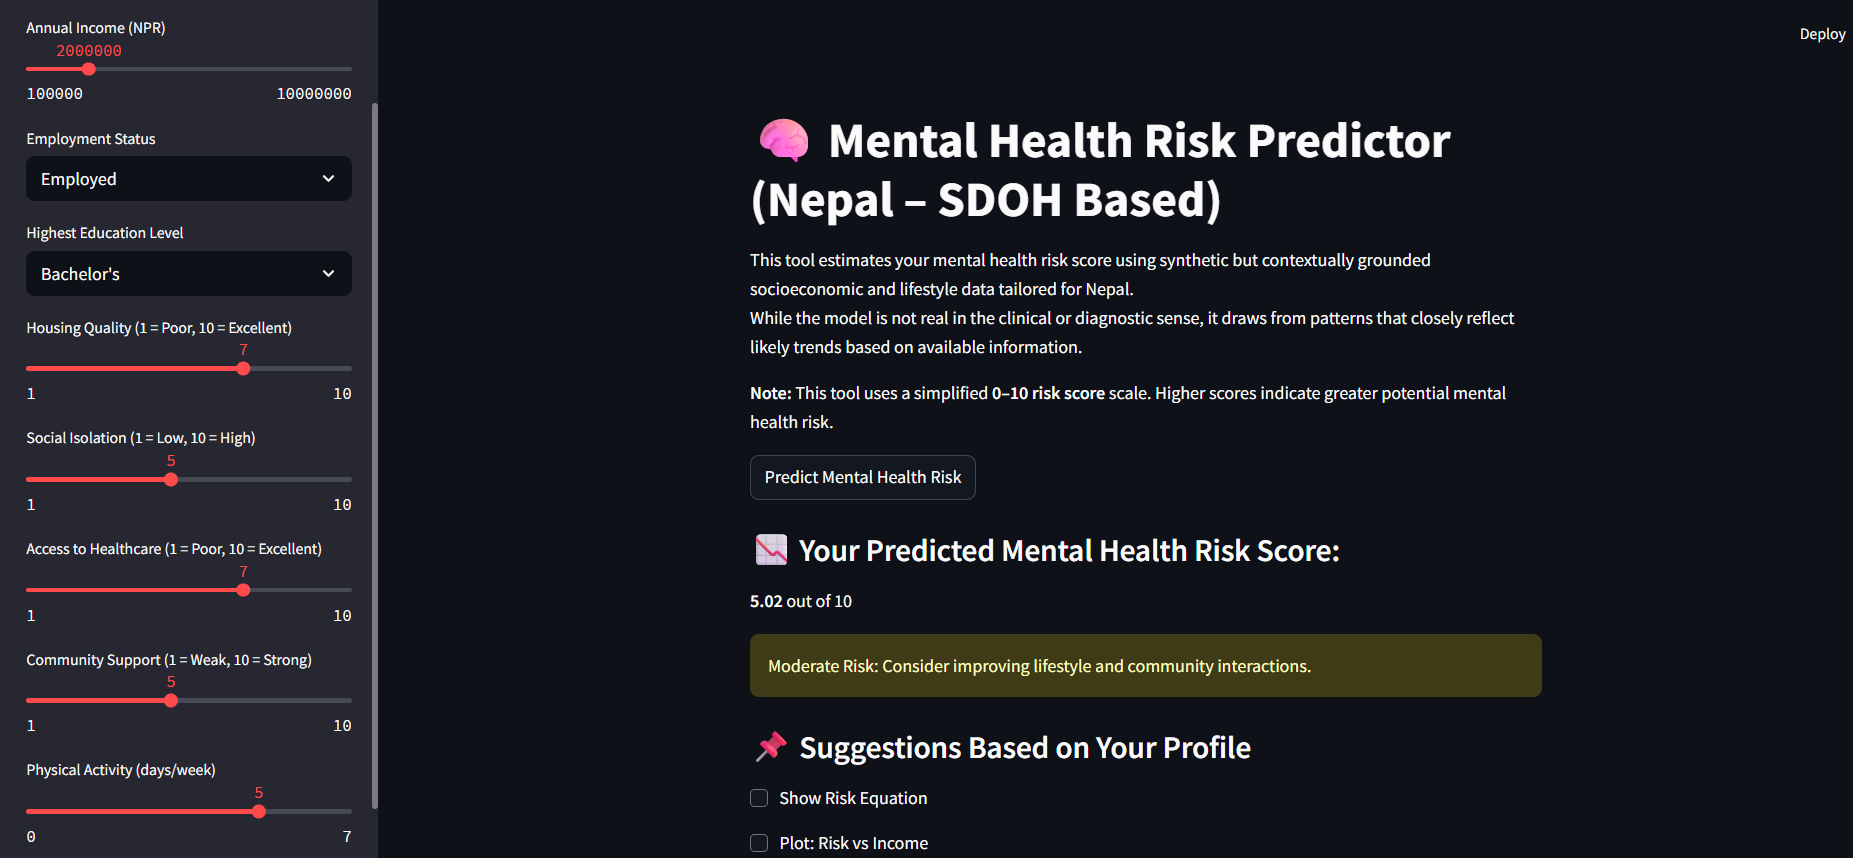 Annual Income (NPR)
2000000
100000 10000000
Employment Status
Employed
Highest Education Level
Bachelor's
Housing Quality (1 = Poor, 10 = Excellent)
7
1 10
Social Isolation (1 = Low, 10 = High)
5
1 10
Access to Healthcare (1 = Poor, 10 = Excellent)
7
1 10
Community Support (1 = Weak, 10 = Strong)
5
1 10
Physical Activity (days/week)
5
0 7
Deploy
Mental Health Risk Predictor
(Nepal – SDOH Based)
This tool estimates your mental health risk score using synthetic but contextually grounded
socioeconomic and lifestyle data tailored for Nepal.
While the model is not real in the clinical or diagnostic sense, it draws from patterns that closely reflect
likely trends based on available information.
Note: This tool uses a simplified 0–10 risk score scale. Higher scores indicate greater potential mental
health risk.
Predict Mental Health Risk
Your Predicted Mental Health Risk Score:
5.02 out of 10
Moderate Risk: Consider improving lifestyle and community interactions.
Suggestions Based on Your Profile
Show Risk Equation
Plot: Risk vs Income